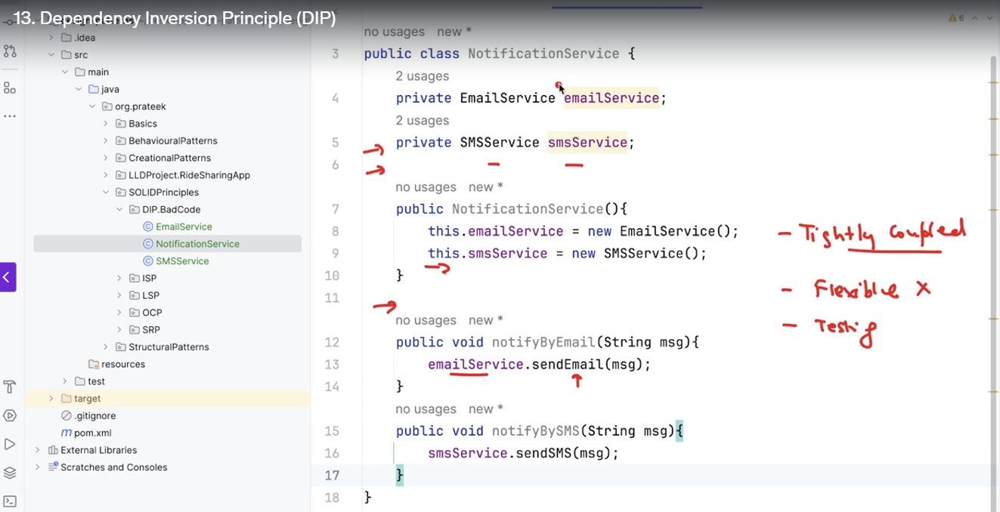 13. Dependency Inversion Principle (DIP)
.idea
src
main
java
org.prateek
Basics
BehaviouralPatterns
CreationalPatterns
LLDProject.RideSharingApp
SOLIDPrinciples
DIP.BadCode
EmailService
NotificationService
SMSService
ISP
LSP
OCP
SRP
StructuralPatterns
resources
test
target
.gitignore
pom.xml
External Libraries
Scratches and Consoles
6
no usages new *
3 public class NotificationService {
2 usages
4 private EmailService emailService;
2 usages
5 private SMSService smsService;
6
no usages new *
7 public NotificationService(){
8 this.emailService = new EmailService();
9 this.smsService = new SMSService();
10 }
11
no usages new *
12 public void notifyByEmail(String msg){
13 emailService.sendEmail(msg);
14 }
no usages new *
15 public void notifyBySMS(String msg){
16 smsService.sendSMS(msg);
17 }
18 }
- Tightly Coupled
- Flexible X
- Testing